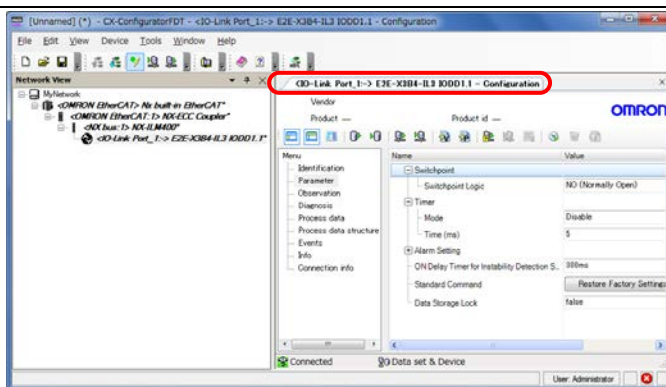 [Unnamed] (*) - CX-ConfiguratorFDT - <IO-Link Port_1:-> E2E-X3B4-IL3 IODD1.1 - Configuration
File Edit View Device Tools Window Help
Network View
<IO-Link Port_1:-> E2E-X3B4-IL3 IODD1.1 - Configuration
MyNetwork
<OMRON EtherCAT> Nx built-in EtherCAT*
<OMRON EtherCAT:1> NX-ECC Coupler*
<NX bus:1> NX-ILM400*
<IO-Link Port_1:-> E2E-X3B4-IL3 IODD1.1*
Vendor
Product —
Product id —
OMRON
Menu
Identification
Parameter
Observation
Diagnosis
Process data
Process data structure
Events
Info
Connection info
Name Value
Switchpoint
Switchpoint Logic NO (Normally Open)
Timer
Mode Disable
Time (ms) 5
Alarm Setting
ON Delay Timer for Instability Detection S.. 300ms
Standard Command Restore Factory Settings
Data Storage Lock false
Connected Data set & Device
User: Administrator